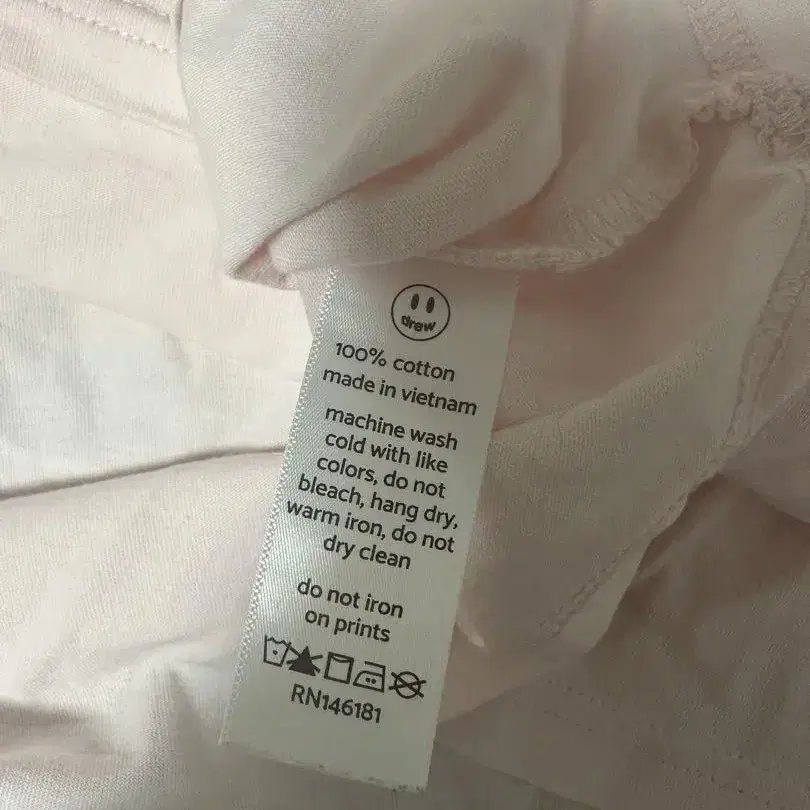 drew
100% cotton
made in vietnam
machine wash
cold with like
colors, do not
bleach, hang dry,
warm iron, do not
dry clean
do not iron
on prints
RN146181